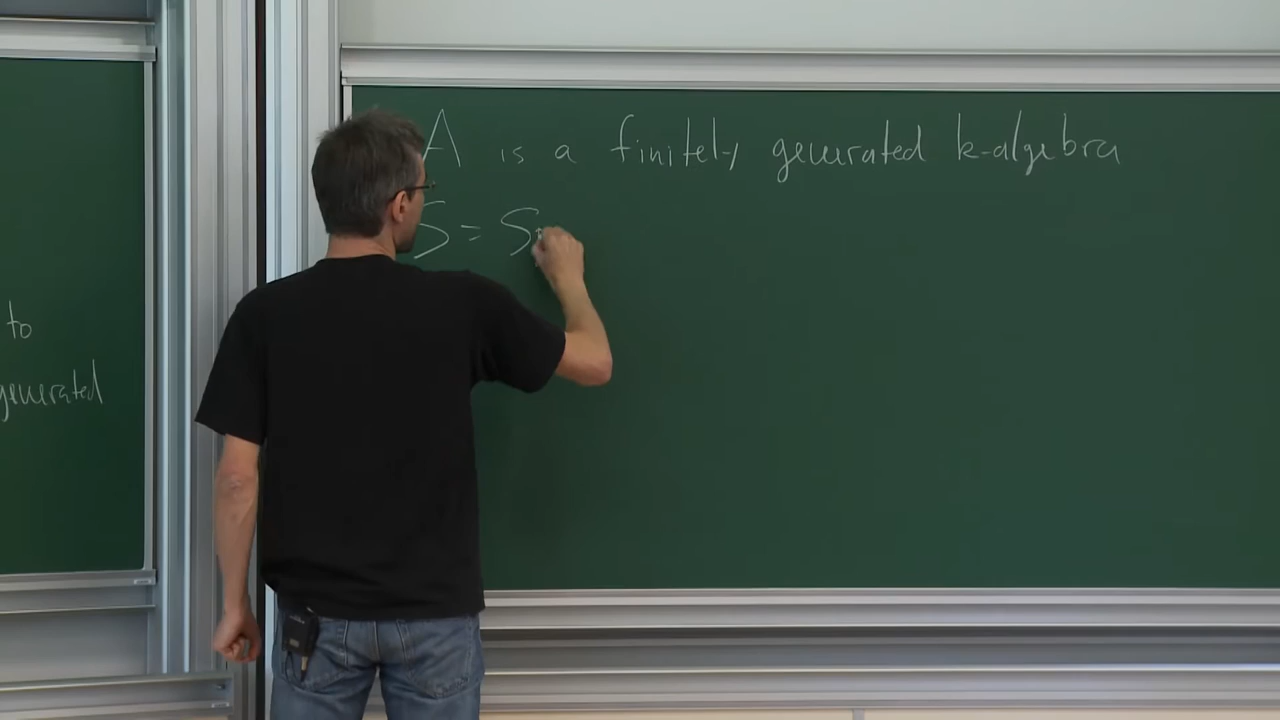 to
generated
A is a finitely generated k-algebra
S = S